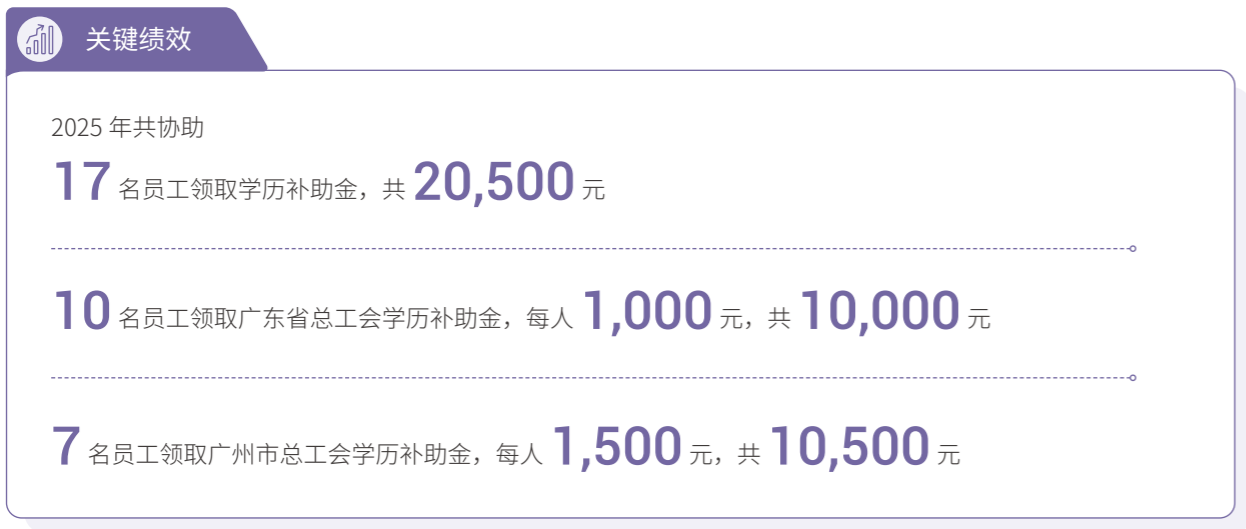 关键绩效
2025 年共协助
17 名员工领取学历补助金，共 20,500 元
10 名员工领取广东省总工会学历补助金，每人 1,000 元，共 10,000 元
7 名员工领取广州市总工会学历补助金，每人 1,500 元，共 10,500 元